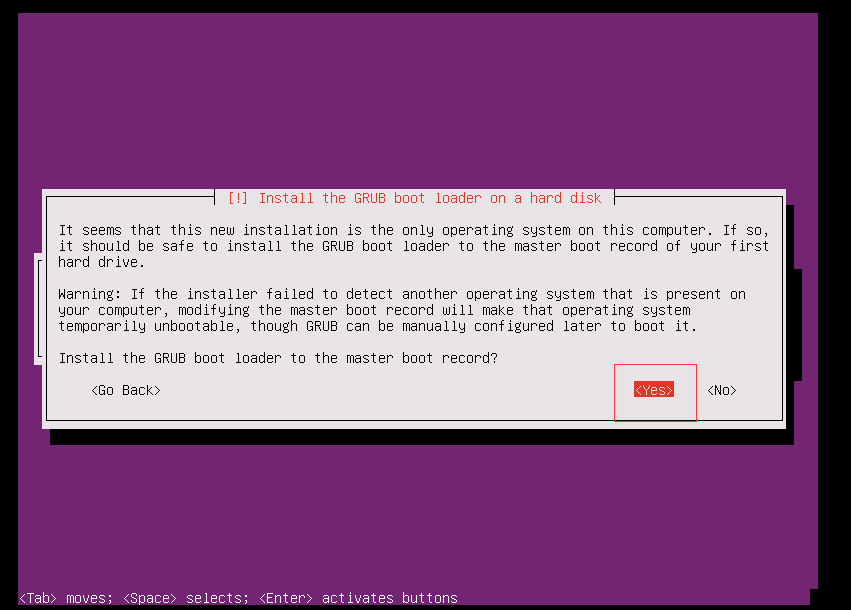 [!] Install the GRUB boot loader on a hard disk
It seems that this new installation is the only operating system on this computer. If so,
it should be safe to install the GRUB boot loader to the master boot record of your first
hard drive.
Warning: If the installer failed to detect another operating system that is present on
your computer, modifying the master boot record will make that operating system
temporarily unbootable, though GRUB can be manually configured later to boot it.
Install the GRUB boot loader to the master boot record?
<Go Back> <Yes> <No>
<Tab> moves; <Space> selects; <Enter> activates buttons